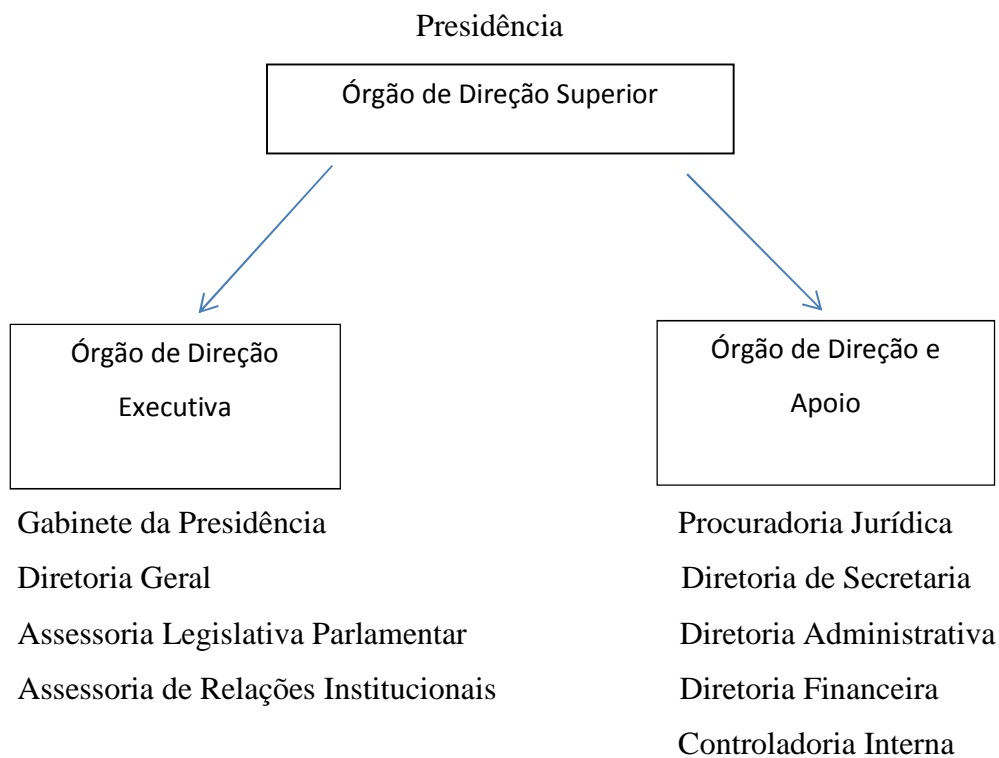 Presidência
Órgão de Direção Superior
Órgão de Direção
Executiva
Gabinete da Presidência
Diretoria Geral
Assessoria Legislativa Parlamentar
Assessoria de Relações Institucionais
Órgão de Direção e
Apoio
Procuradoria Jurídica
Diretoria de Secretaria
Diretoria Administrativa
Diretoria Financeira
Controladoria Interna